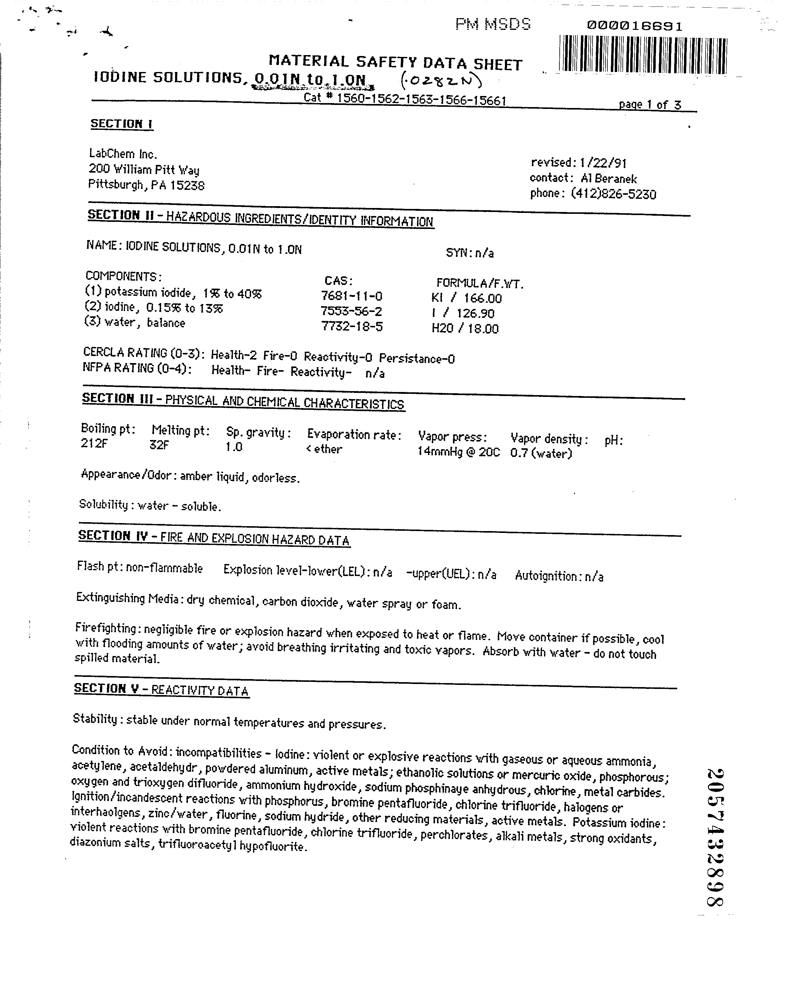 PM MSDS
000016691
MATERIAL SAFETY DATA SHEET
IODINE SOLUTIONS, 0.01N to 1.0N (.0282N)
Cat # 1560-1562-1563-1566-15661
page 1 of 3
SECTION I
LabChem Inc.
200 William Pitt Way
Pittsburgh, PA 15238
revised: 1/22/91
contact: Al Beranek
phone: (412)826-5230
SECTION II - HAZARDOUS INGREDIENTS/IDENTITY INFORMATION
NAME: IODINE SOLUTIONS, 0.01N to 1.0N SYN: n/a
COMPONENTS: CAS: FORMULA/F.WT.
(1) potassium iodide, 1% to 40% 7681-11-0 KI / 166.00
(2) iodine, 0.15% to 13% 7553-56-2 I / 126.90
(3) water, balance 7732-18-5 H2O / 18.00
CERCLA RATING (0-3): Health-2 Fire-0 Reactivity-0 Persistance-0
NFPA RATING (0-4): Health- Fire- Reactivity- n/a
SECTION III - PHYSICAL AND CHEMICAL CHARACTERISTICS
Boiling pt: Melting pt: Sp. gravity: Evaporation rate: Vapor press: Vapor density: pH:
212F 32F 1.0 < ether 14mmHg @ 20C 0.7 (water)
Appearance/Odor: amber liquid, odorless.
Solubility: water - soluble.
SECTION IV - FIRE AND EXPLOSION HAZARD DATA
Flash pt: non-flammable Explosion level-lower(LEL): n/a -upper(UEL): n/a Autoignition: n/a
Extinguishing Media: dry chemical, carbon dioxide, water spray or foam.
Firefighting: negligible fire or explosion hazard when exposed to heat or flame. Move container if possible, cool
with flooding amounts of water; avoid breathing irritating and toxic vapors. Absorb with water - do not touch
spilled material.
SECTION V - REACTIVITY DATA
Stability: stable under normal temperatures and pressures.
Condition to Avoid: incompatibilities - Iodine: violent or explosive reactions with gaseous or aqueous ammonia,
acetylene, acetaldehydr, powdered aluminum, active metals; ethanolic solutions or mercuric oxide, phosphorous;
oxygen and trioxygen difluoride, ammonium hydroxide, sodium phosphinaye anhydrous, chlorine, metal carbides.
Ignition/incandescent reactions with phosphorus, bromine pentafluoride, chlorine trifluoride, halogens or
interhaolgens, zinc/water, fluorine, sodium hydride, other reducing materials, active metals. Potassium iodine:
violent reactions with bromine pentafluoride, chlorine trifluoride, perchlorates, alkali metals, strong oxidants,
diazonium salts, trifluoroacetyl hypofluorite.
2057432898